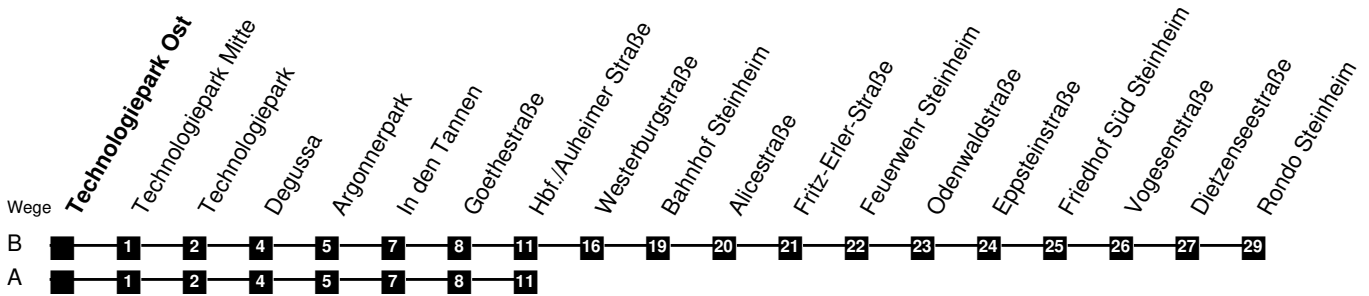 Technologiepark Ost
Technologiepark Mitte
Technologiepark
Degussa
Argonnerpark
In den Tannen
Goethestraße
Hbf./Auheimer Straße
Westerburgstraße
Bahnhof Steinheim
Alicestraße
Fritz-Erler-Straße
Feuerwehr Steinheim
Odenwaldstraße
Eppsteinstraße
Friedhof Süd Steinheim
Vogesenstraße
Dietzenseestraße
Rondo Steinheim
Wege
B 1 2 4 5 7 8 11 16 19 20 21 22 23 24 25 26 27 29
A 1 2 4 5 7 8 11